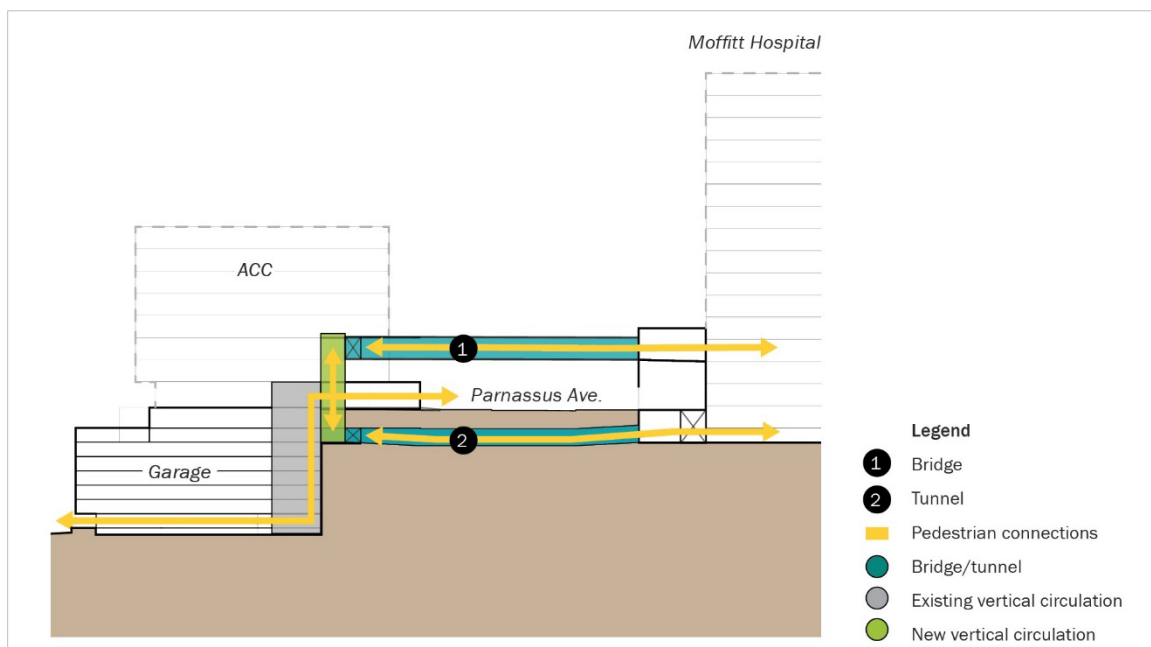 Moffitt Hospital
ACC
1
Parnassus Ave.
2
Garage
Legend
1 Bridge
2 Tunnel
Pedestrian connections
Bridge/tunnel
Existing vertical circulation
New vertical circulation